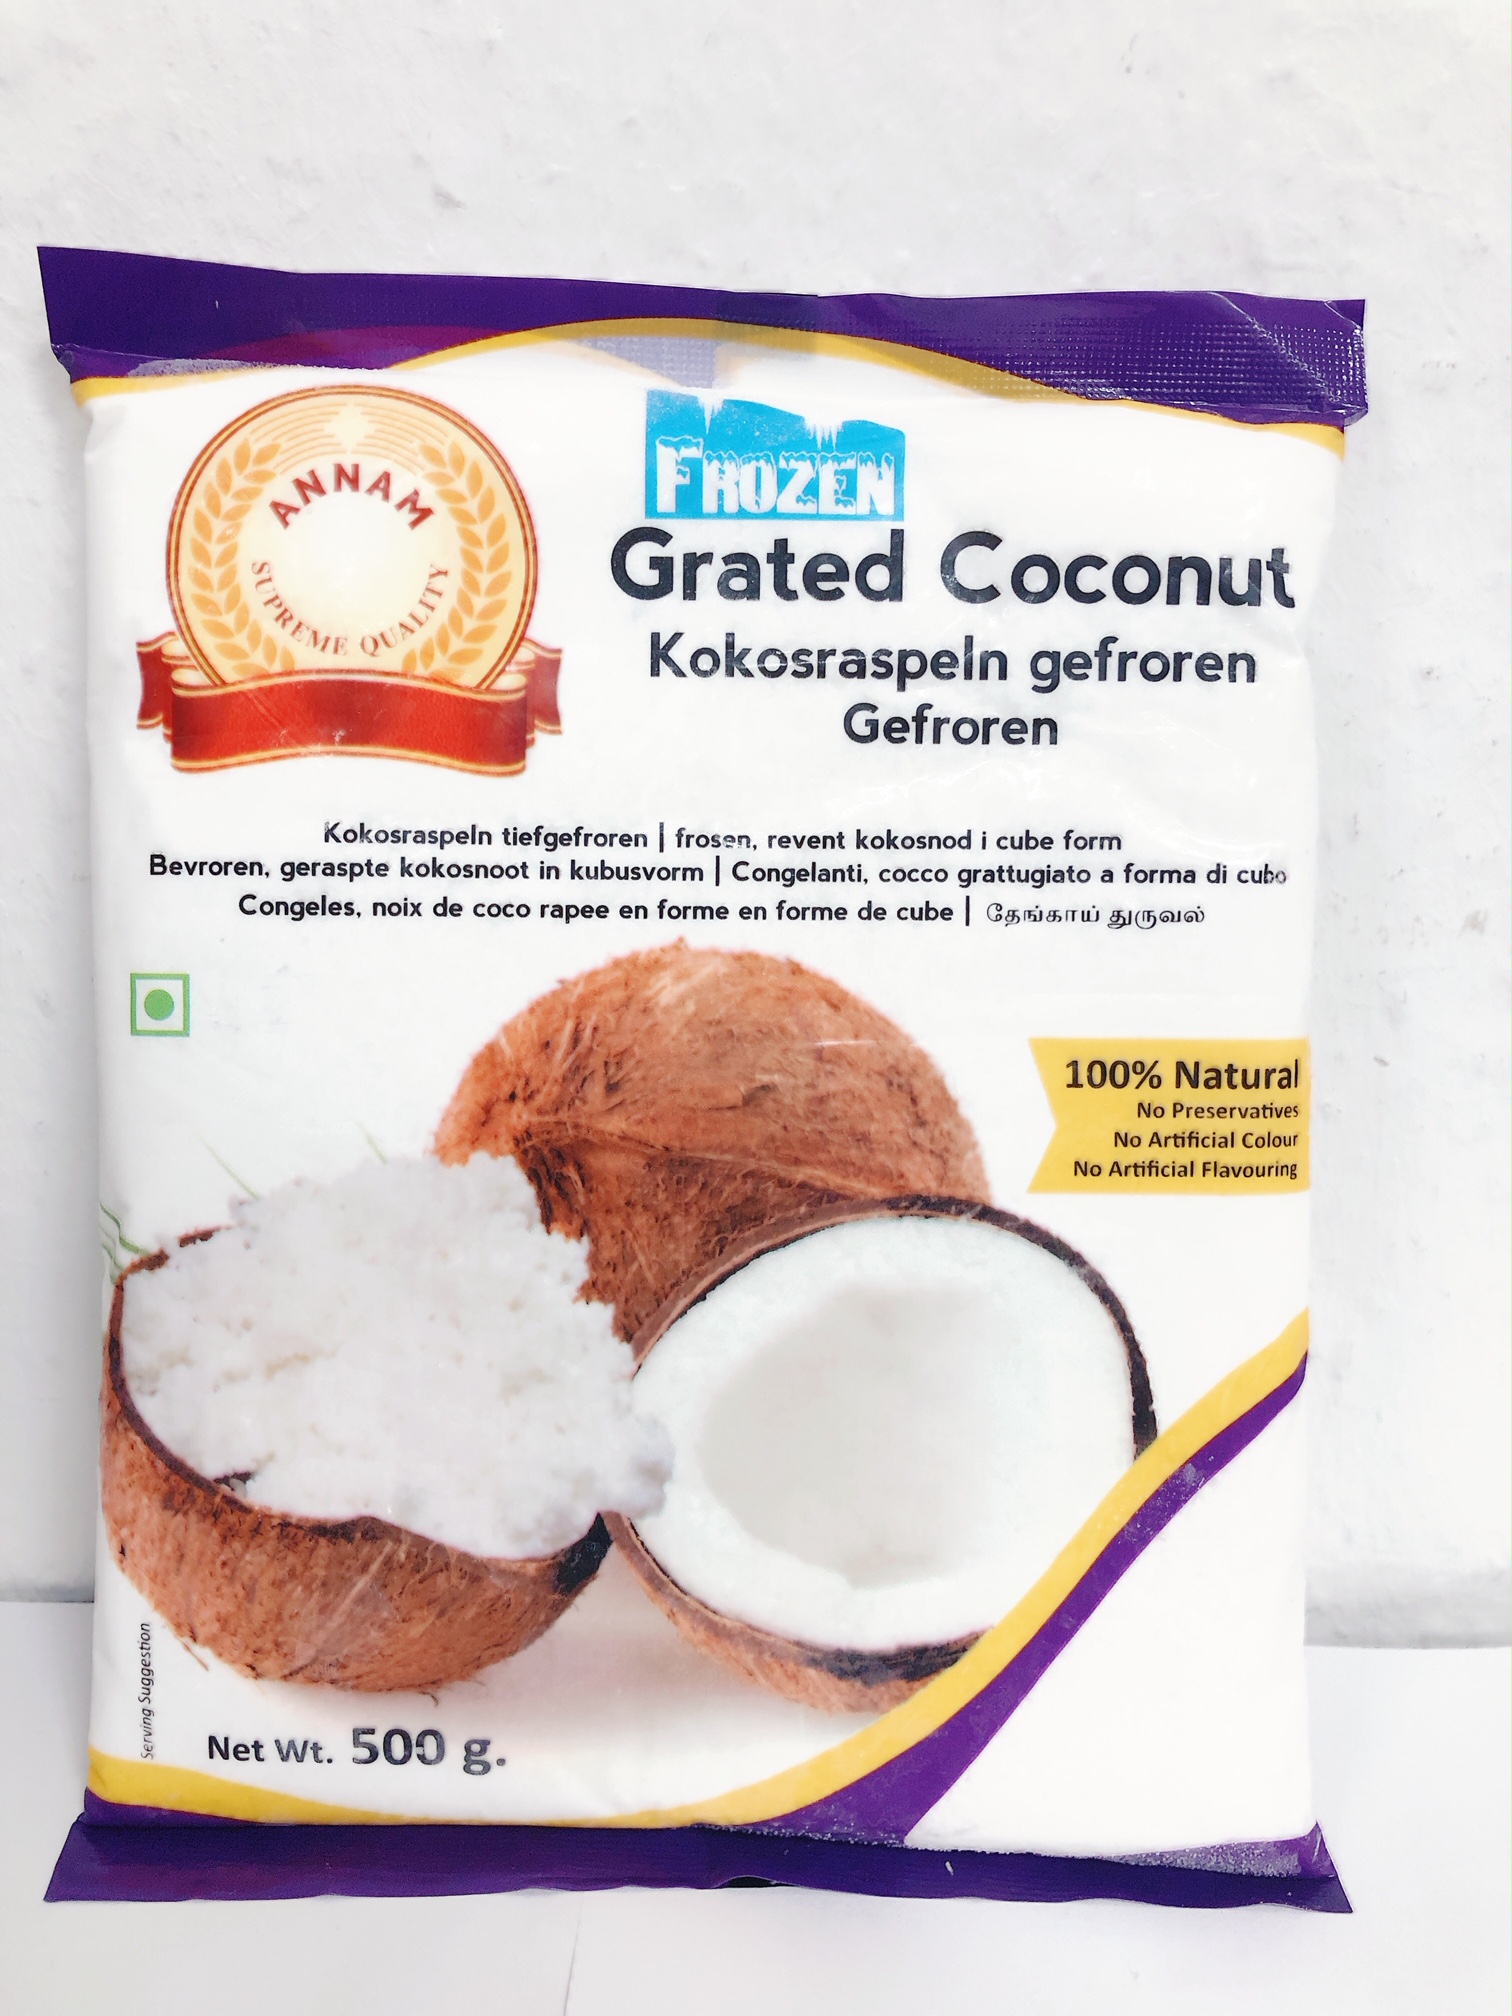 ANNAM
SUPREME QUALITY
FROZEN
Grated Coconut
Kokosraspeln gefroren
Gefroren
Kokosraspeln tiefgefroren | frosen, revent kokosnod i cube form
Bevroren, geraspte kokosnoot in kubusvorm | Congelanti, cocco grattugiato a forma di cubo
Congeles, noix de coco rapee en forme en forme de cube | தேங்காய் துருவல்
100% Natural
No Preservatives
No Artificial Colour
No Artificial Flavouring
Serving Suggestion
Net Wt. 500 g.